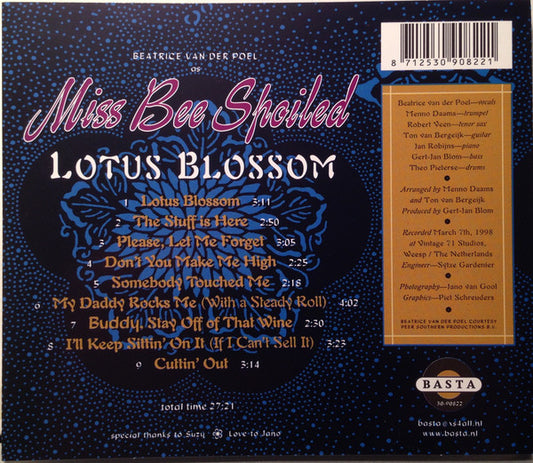 BEATRICE VAN DER POEL
as
Miss Bee Spoiled
LOTUS BLOSSOM
1 Lotus Blossom 3:11
2 The Stuff is Here 2:50
3 Please, Let Me Forget 3:05
4 Don't You Make Me High 2:25
5 Somebody Touched Me 2:18
6 My Daddy Rocks Me (With a Steady Roll) 4:02
7 Buddy, Stay Off of That Wine 2:30
8 I'll Keep Sittin' On It (If I Can't Sell It) 3:23
9 Cuttin' Out 3:14
total time 27:21
special thanks to Suzy Love to Jano
8 712530 908221
Beatrice van der Poel—vocals
Menno Daams—trumpet
Robert Veen—tenor sax
Ton van Bergeijk—guitar
Jan Robijns—piano
Gert-Jan Blom—bass
Theo Pieterse—drums
Arranged by Menno Daams
and Ton van Bergeijk
Produced by Gert-Jan Blom
Recorded March 7th, 1998
at Vintage 71 Studios,
Weesp / The Netherlands
Engineer—Sytze Gardenier
Photography—Jano van Gool
Graphics—Piet Schreuders
BEATRICE VAN DER POEL COURTESY
PEER SOUTHERN PRODUCTIONS B.V.
BASTA
30-90822
basta@xs4all.nl
www.basta.nl